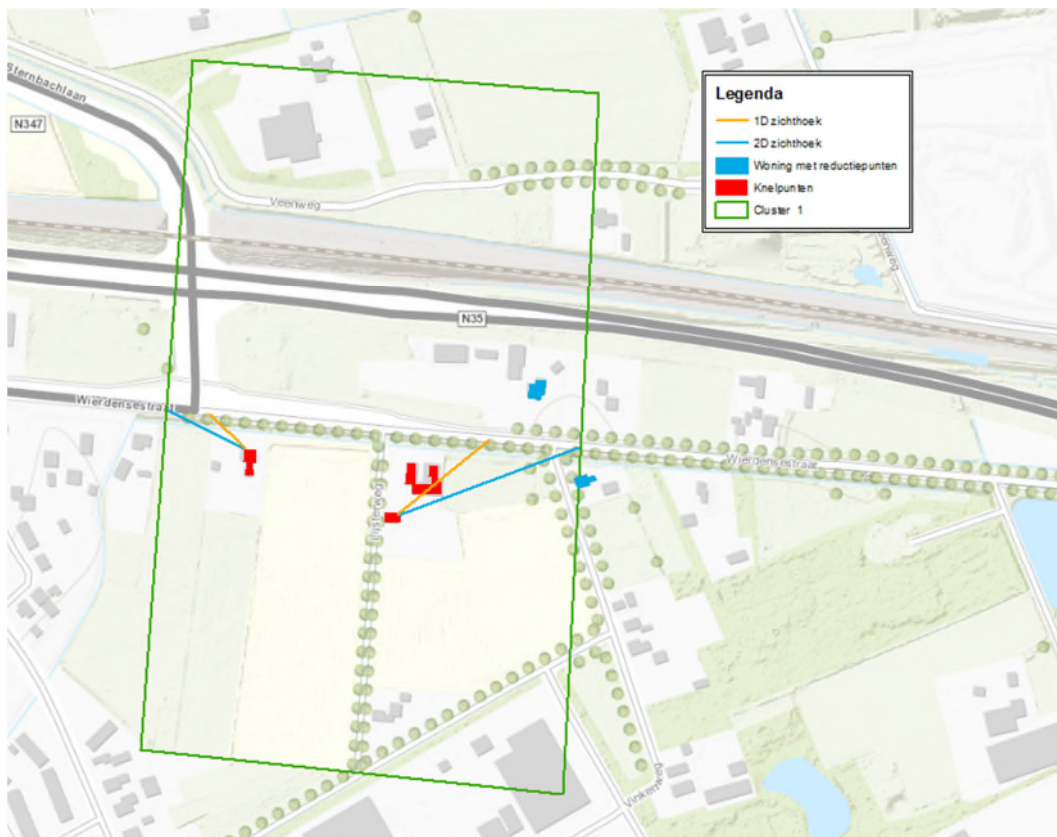 Sternbachlaan
N347
Legenda
1D zichthoek
2D zichthoek
Woning met reductiepunten
Knelpunten
Cluster 1
Veenweg
N35
Wierdensestraat
Wierdensestraat
Vinkenweg